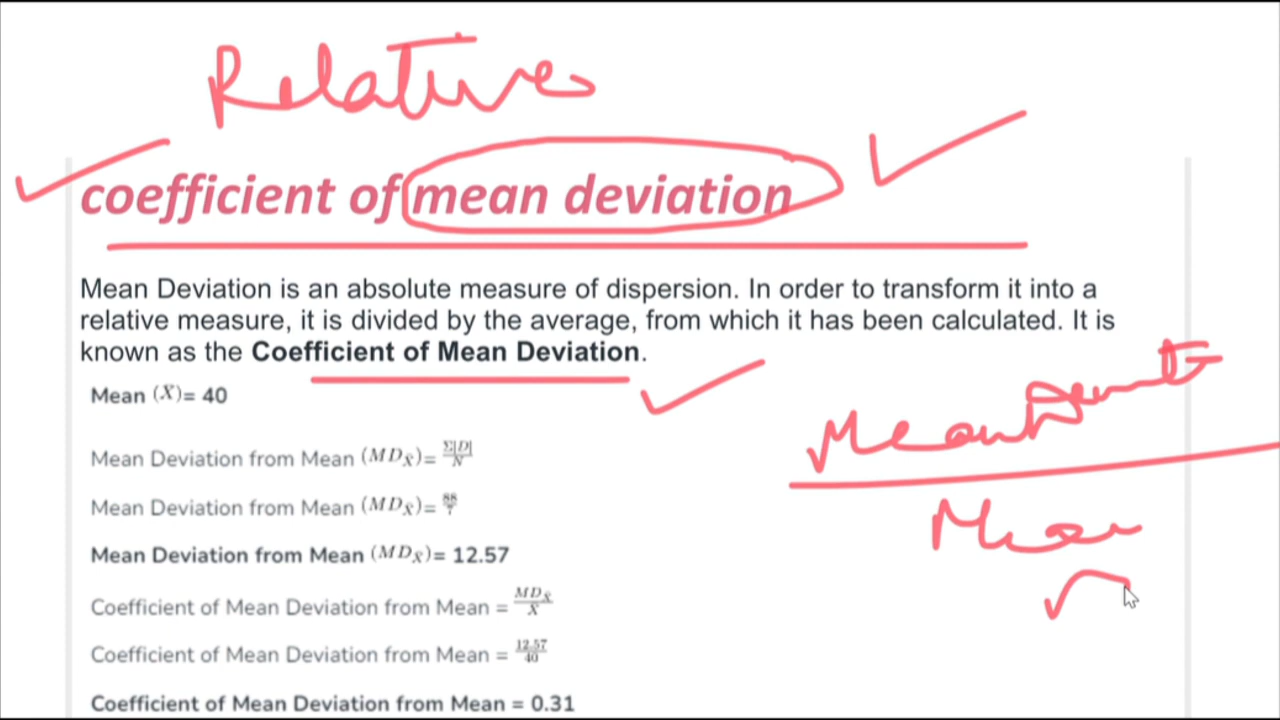 Relative
coefficient of mean deviation
Mean Deviation is an absolute measure of dispersion. In order to transform it into a
relative measure, it is divided by the average, from which it has been calculated. It is
known as the Coefficient of Mean Deviation.
Mean (X̄)= 40
Mean Deviation from Mean (MDx̄)= Σ|D|/N
Mean Deviation from Mean (MDx̄)= 88/7
Mean Deviation from Mean (MDx̄)= 12.57
Coefficient of Mean Deviation from Mean = MDx̄/X̄
Coefficient of Mean Deviation from Mean = 12.57/40
Coefficient of Mean Deviation from Mean = 0.31
Mean
Mean